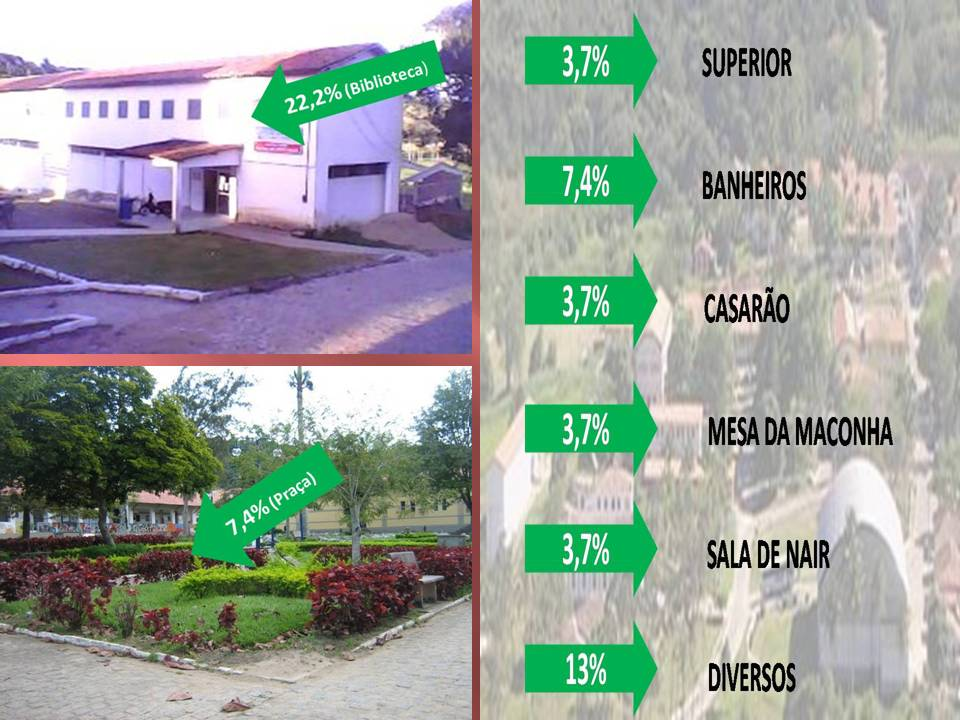 22,2% (Biblioteca)
7,4% (Praça)
3,7% SUPERIOR
7,4% BANHEIROS
3,7% CASARÃO
3,7% MESA DA MACONHA
3,7% SALA DE NAIR
13% DIVERSOS